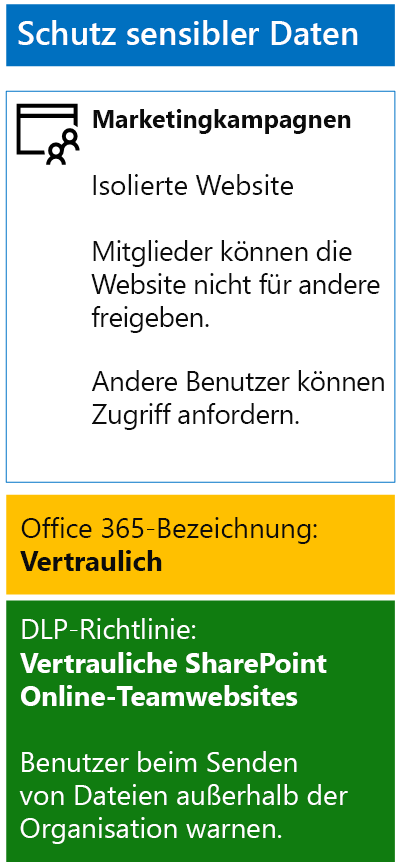 Schutz sensibler Daten
Marketingkampagnen
Isolierte Website
Mitglieder können die
Website nicht für andere
freigeben.
Andere Benutzer können
Zugriff anfordern.
Office 365-Bezeichnung:
Vertraulich
DLP-Richtlinie:
Vertrauliche SharePoint
Online-Teamwebsites
Benutzer beim Senden
von Dateien außerhalb der
Organisation warnen.